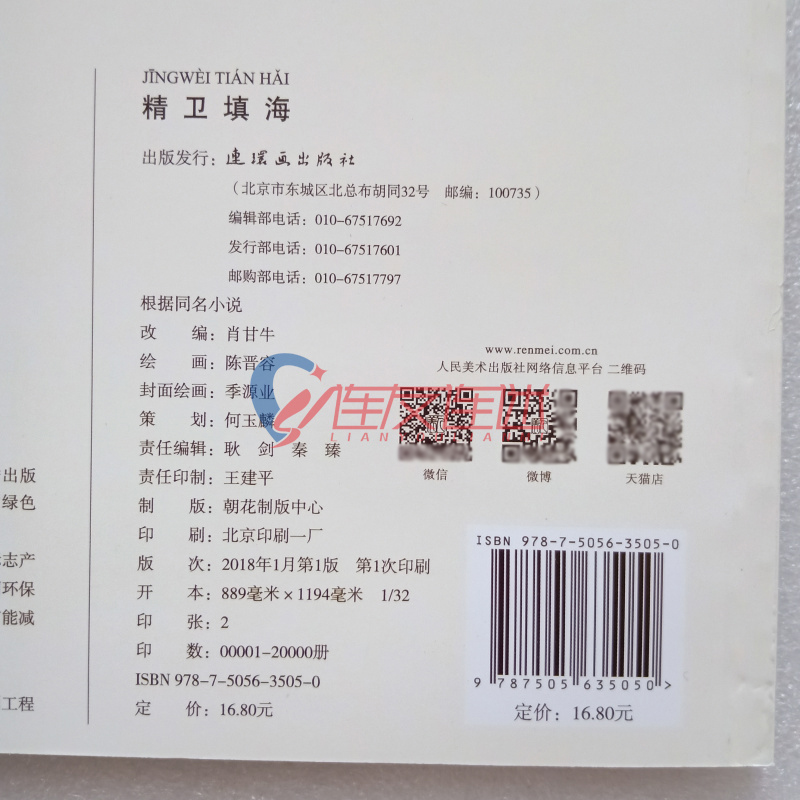 JĪNGWÈI TIÁN HǍI
精卫填海
出版发行：连环画出版社
（北京市东城区北总布胡同32号 邮编：100735）
编辑部电话：010-67517692
发行部电话：010-67517601
邮购部电话：010-67517797
根据同名小说
改 编：肖甘牛
绘 画：陈晋容
封面绘画：季源业
策 划：何玉麟
责任编辑：耿 剑 秦 臻
责任印制：王建平
制 版：朝花制版中心
印 刷：北京印刷一厂
版 次：2018年1月第1版 第1次印刷
开 本：889毫米×1194毫米 1/32
印 张：2
印 数：00001-20000册
ISBN 978-7-5056-3505-0
定 价：16.80元
www.renmei.com.cn
人民美术出版社网络信息平台 二维码
微信
微博
天猫店
ISBN 978-7-5056-3505-0
9 787505 635050 >
定价：16.80元
出版
绿色
志产
环保
能减
工程
连友连世